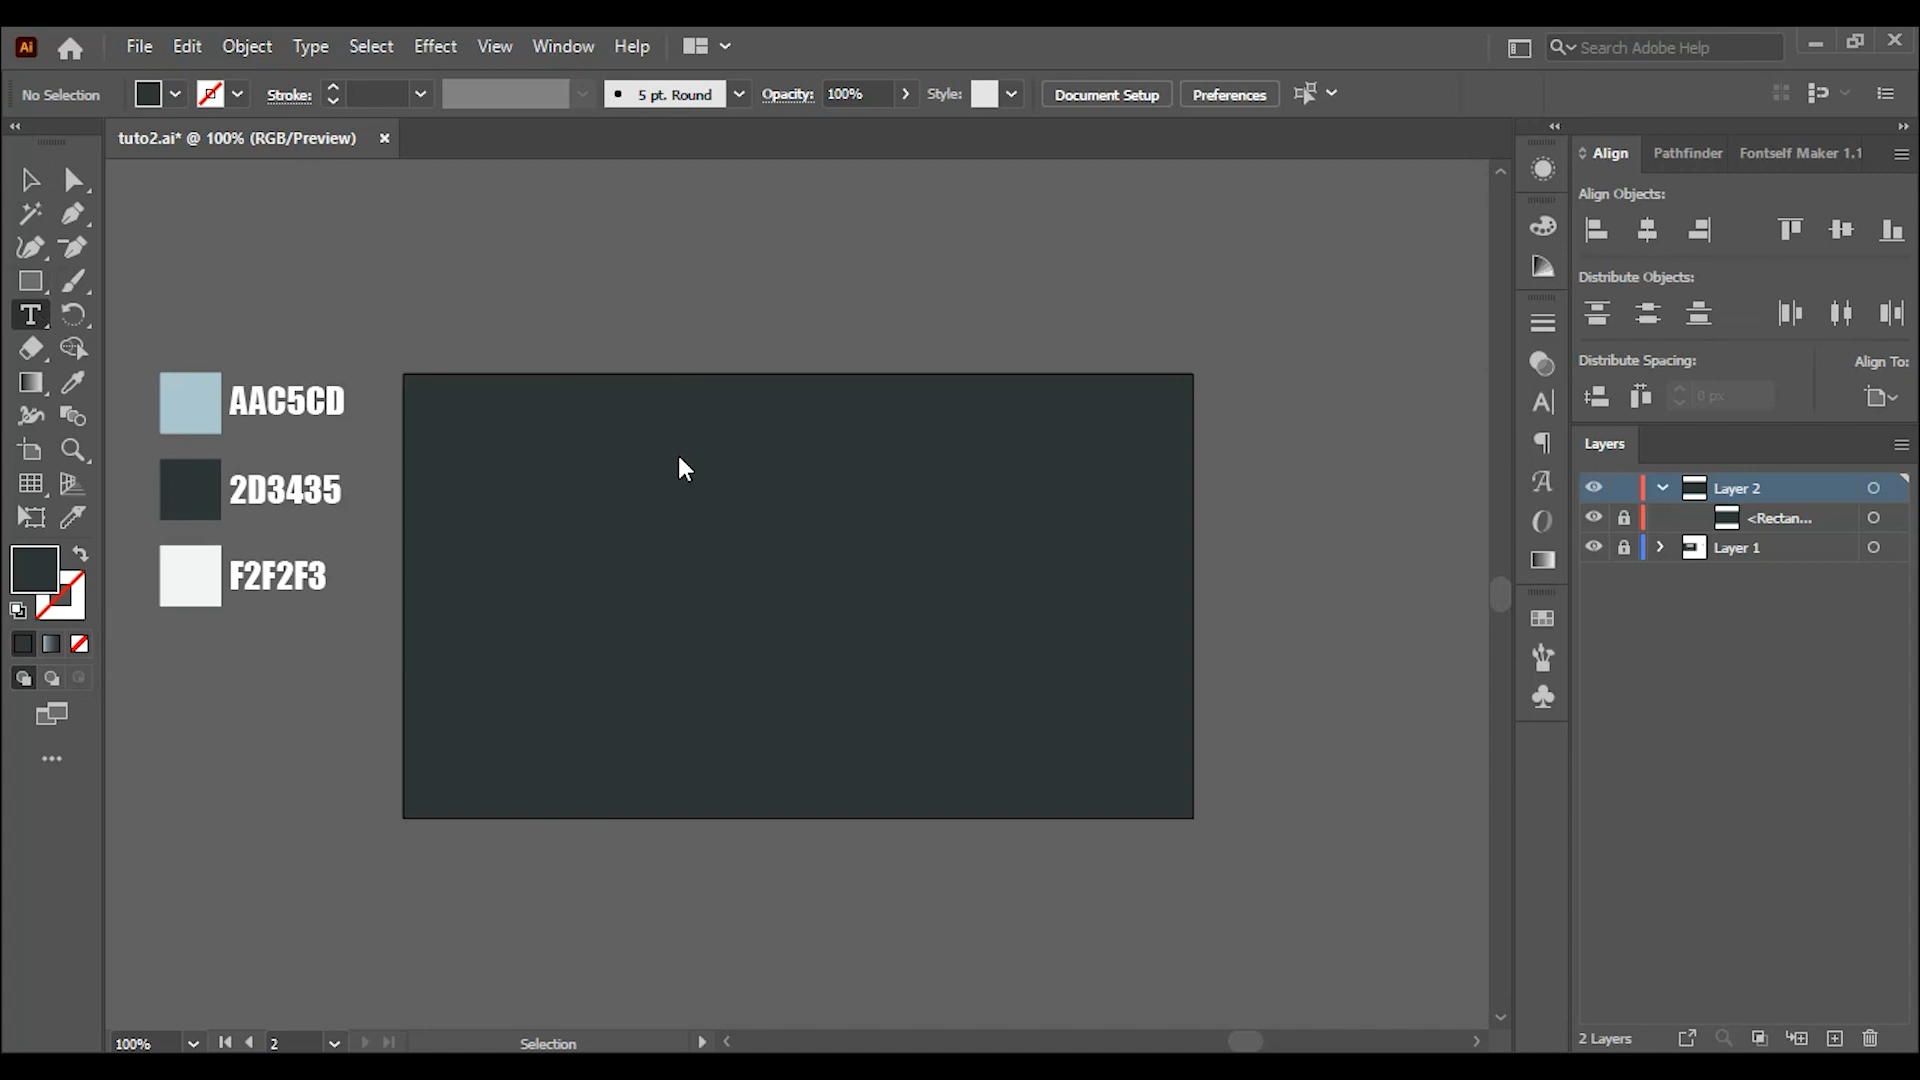 Ai File Edit Object Type Select Effect View Window Help Search Adobe Help
No Selection Stroke: 5 pt. Round Opacity: 100% Style: Document Setup Preferences
tuto2.ai* @ 100% (RGB/Preview)
Align Pathfinder Fontself Maker 1.1
Align Objects:
Distribute Objects:
Distribute Spacing: Align To:
0 px
AAC5CD
2D3435
F2F2F3
Layers
Layer 2
<Rectan...
Layer 1
100% 2 Selection
2 Layers